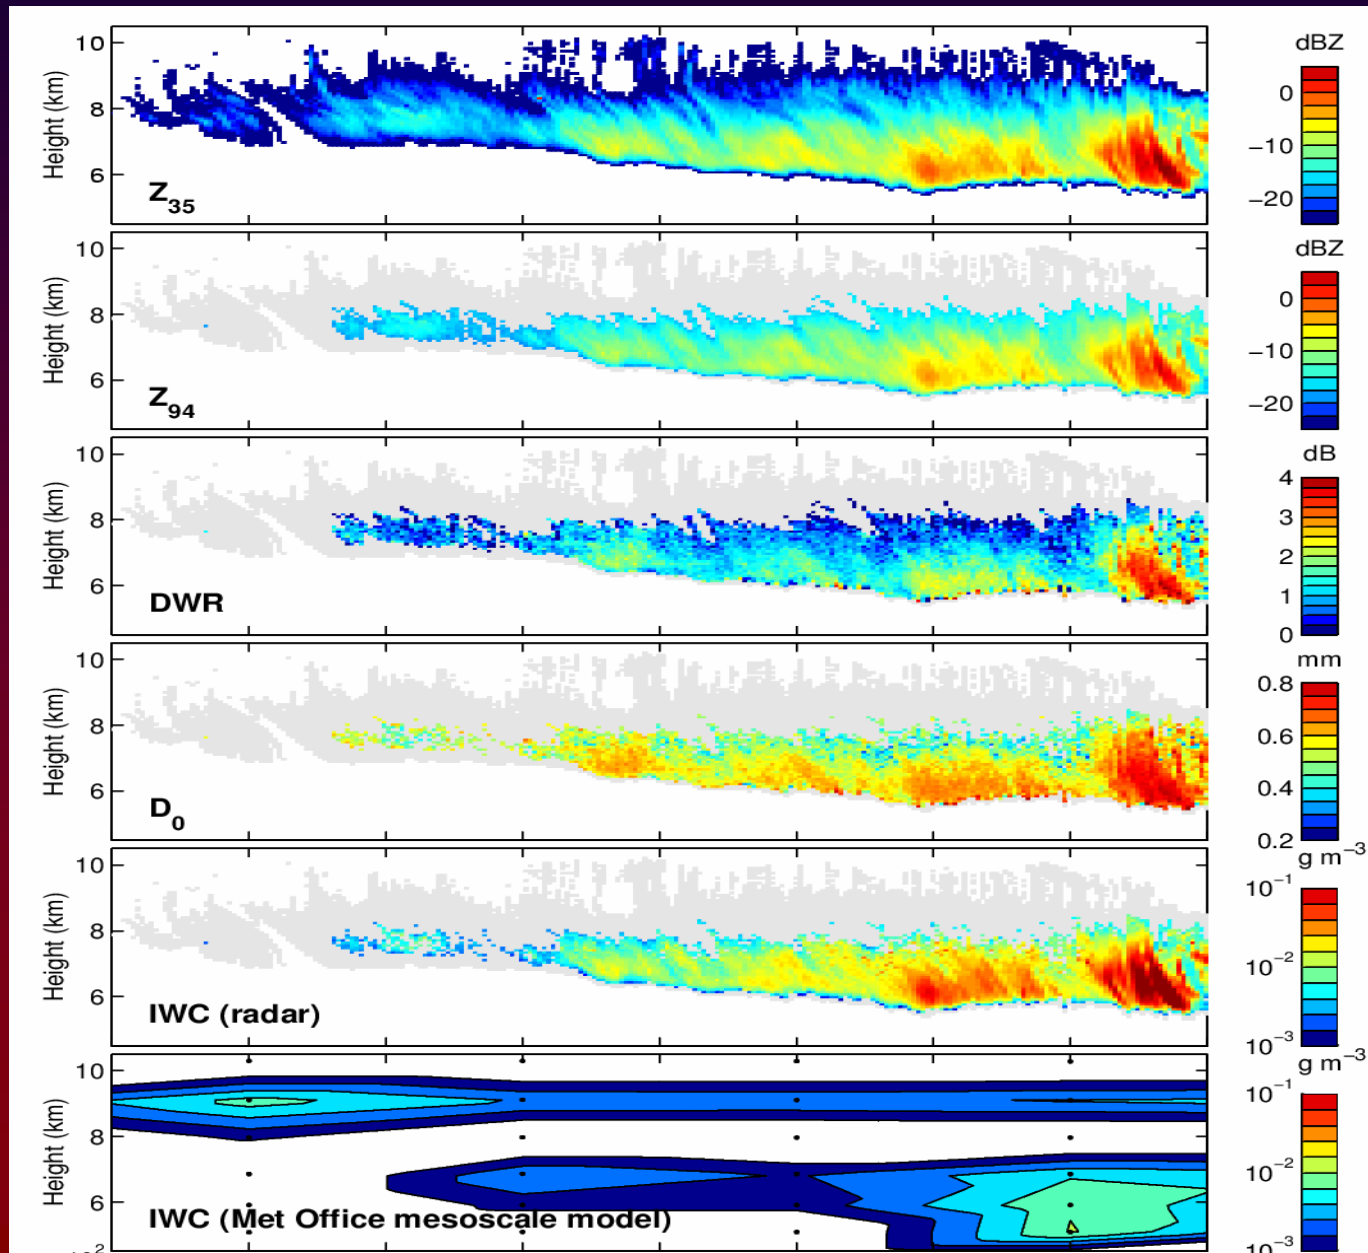 dBZ
10
8
6
Height (km)
Z35
0
−10
−20
dBZ
10
8
6
Height (km)
Z94
0
−10
−20
dB
10
8
6
Height (km)
DWR
4
3
2
1
0
mm
10
8
6
Height (km)
D0
0.8
0.6
0.4
0.2
g m−3
10
8
6
Height (km)
IWC (radar)
10−1
10−2
10−3
g m−3
10
8
6
Height (km)
IWC (Met Office mesoscale model)
10−1
10−2
10−3